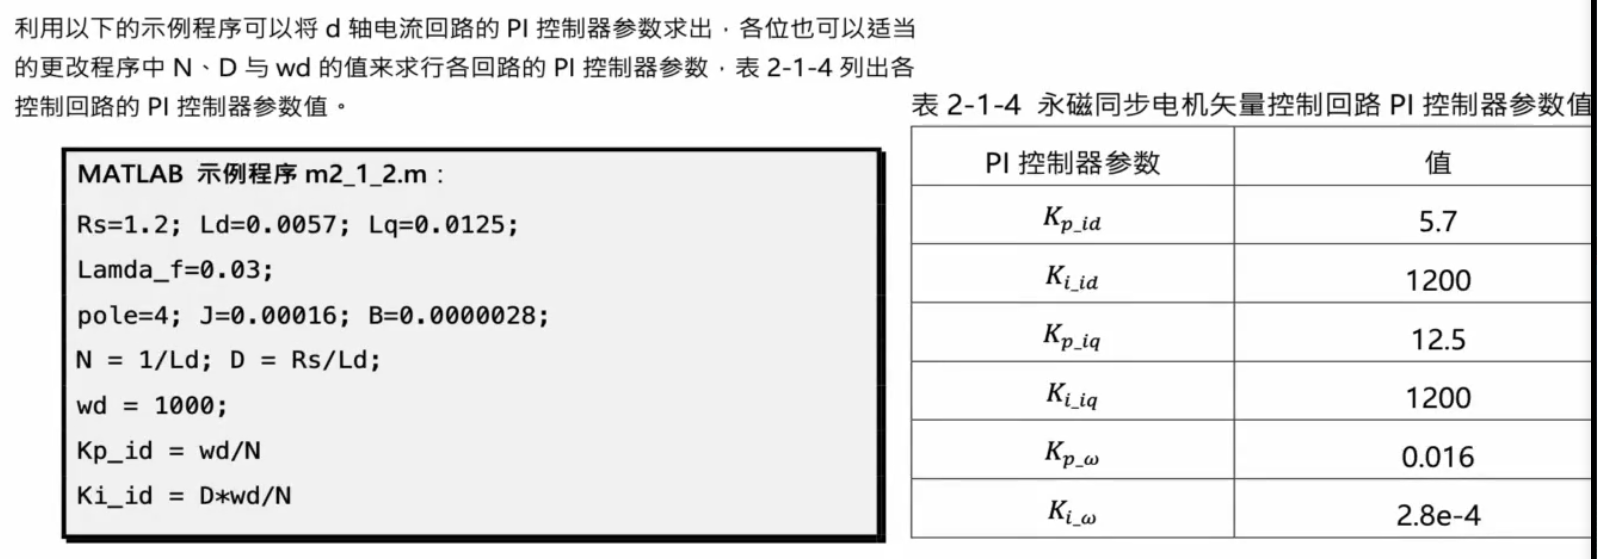 利用以下的示例程序可以将 d 轴电流回路的 PI 控制器参数求出，各位也可以适当
的更改程序中 N、D 与 wd 的值来求行各回路的 PI 控制器参数，表 2-1-4 列出各
控制回路的 PI 控制器参数值。
MATLAB 示例程序 m2_1_2.m：
Rs=1.2; Ld=0.0057; Lq=0.0125;
Lamda_f=0.03;
pole=4; J=0.00016; B=0.0000028;
N = 1/Ld; D = Rs/Ld;
wd = 1000;
Kp_id = wd/N
Ki_id = D*wd/N
表 2-1-4 永磁同步电机矢量控制回路 PI 控制器参数值
PI 控制器参数 值
K_{p_id} 5.7
K_{i_id} 1200
K_{p_iq} 12.5
K_{i_iq} 1200
K_{p_ω} 0.016
K_{i_ω} 2.8e-4